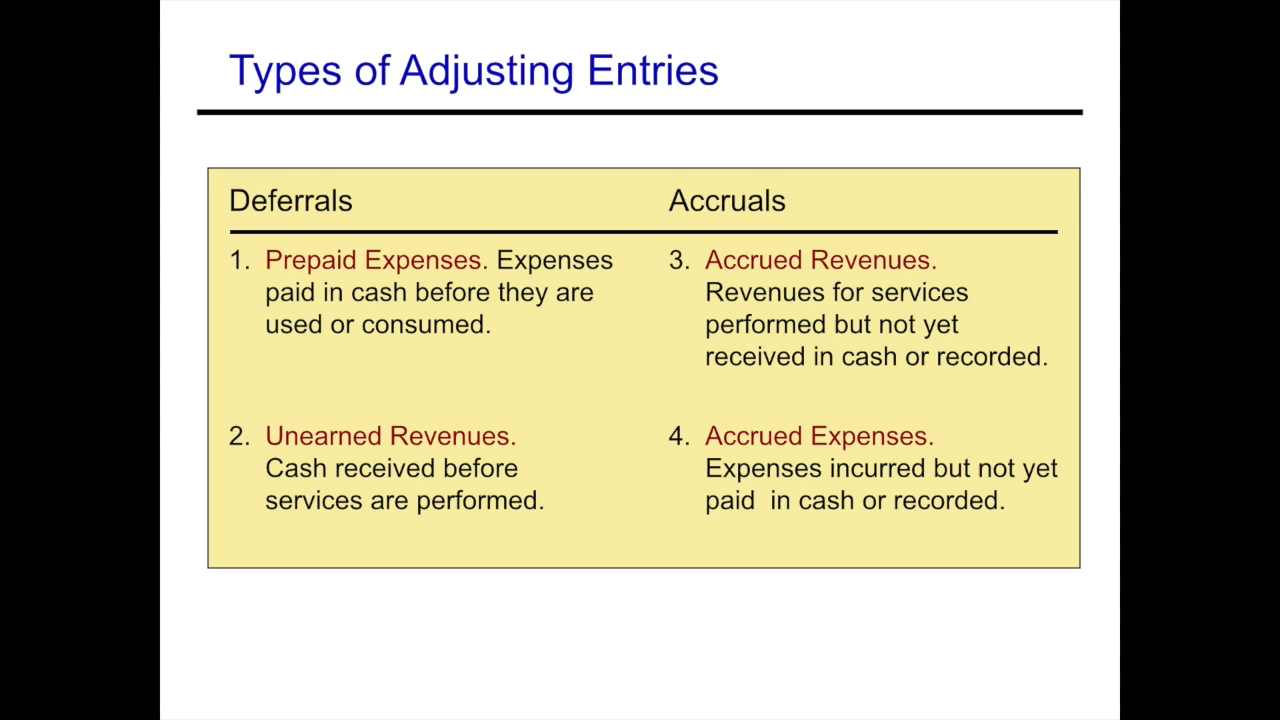 Types of Adjusting Entries
Deferrals
1. Prepaid Expenses. Expenses
paid in cash before they are
used or consumed.
2. Unearned Revenues.
Cash received before
services are performed.
Accruals
3. Accrued Revenues.
Revenues for services
performed but not yet
received in cash or recorded.
4. Accrued Expenses.
Expenses incurred but not yet
paid  in cash or recorded.